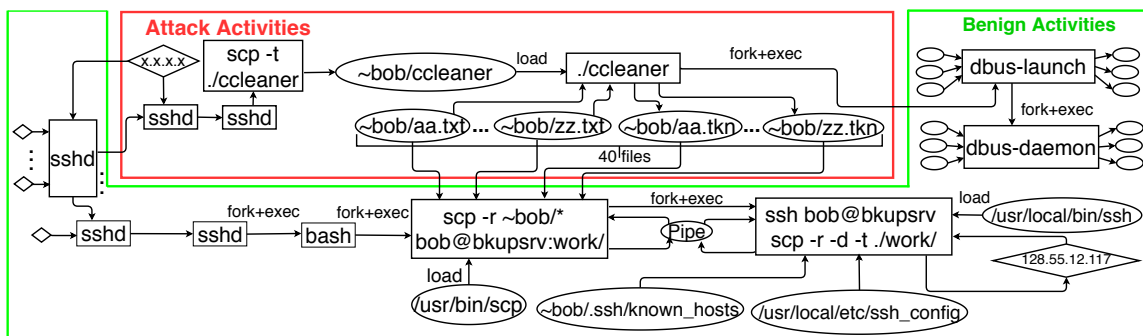 Attack Activities
Benign Activities
x.x.x.x
scp -t
./ccleaner
~bob/ccleaner
load
./ccleaner
fork+exec
dbus-launch
fork+exec
dbus-daemon
sshd
sshd
sshd
~bob/aa.txt
...
~bob/zz.txt
~bob/aa.tkn
...
~bob/zz.tkn
40 files
sshd
fork+exec
sshd
fork+exec
bash
scp -r ~bob/*
bob@bkupsrv:work/
fork+exec
Pipe
ssh bob@bkupsrv
scp -r -d -t ./work/
load
/usr/local/bin/ssh
128.55.12.117
load
/usr/bin/scp
~bob/.ssh/known_hosts
/usr/local/etc/ssh_config